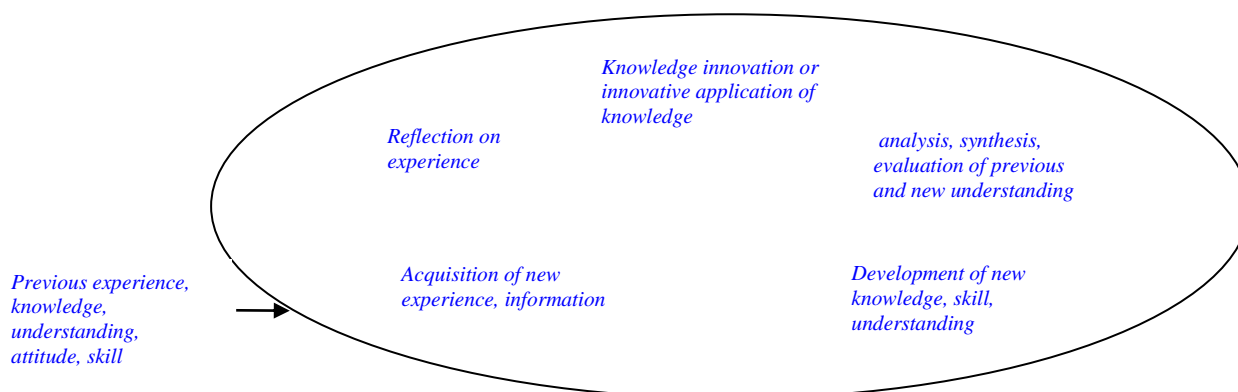 Knowledge innovation or
innovative application of
knowledge
Reflection on
experience
analysis, synthesis,
evaluation of previous
and new understanding
Previous experience,
knowledge,
understanding,
attitude, skill
Acquisition of new
experience, information
Development of new
knowledge, skill,
understanding